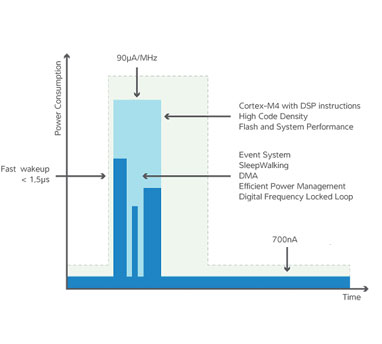 90µA/MHz
Power Consumption
Cortex-M4 with DSP instructions
High Code Density
Flash and System Performance
Fast wakeup
< 1.5µs
Event System
SleepWalking
DMA
Efficient Power Management
Digital Frequency Locked Loop
700nA
Time